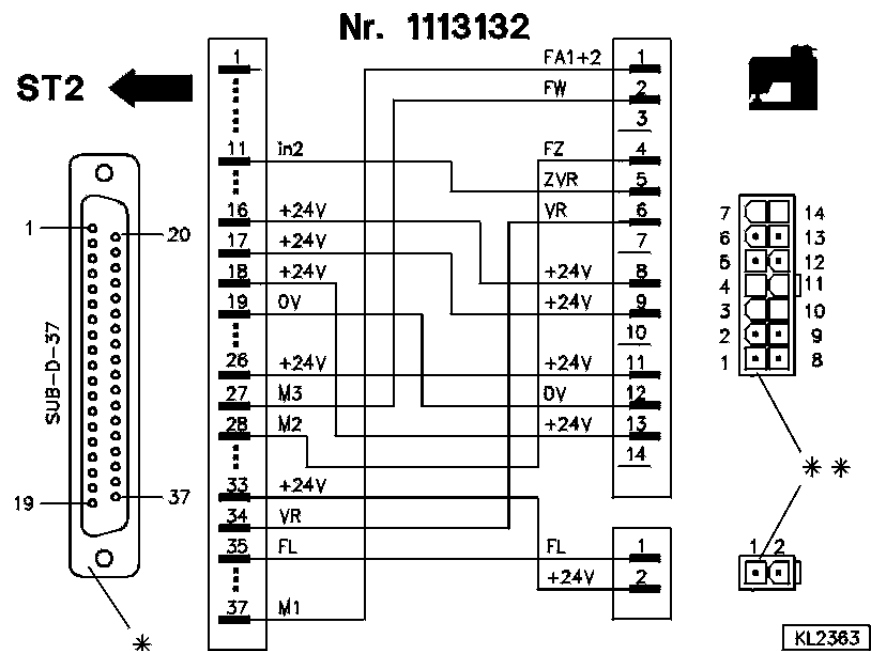 Nr. 1113132
ST2
1
11 in2
16 +24V
17 +24V
18 +24V
19 0V
26 +24V
27 M3
28 M2
33 +24V
34 VR
35 FL
37 M1
FA1+2 1
FW 2
3
FZ 4
ZVR 5
VR 6
7
+24V 8
+24V 9
10
+24V 11
0V 12
+24V 13
14
FL 1
+24V 2
1 20
SUB-D-37
19 37
*
7 14
6 13
5 12
4 11
3 10
2 9
1 8
* *
1 2
KL2363